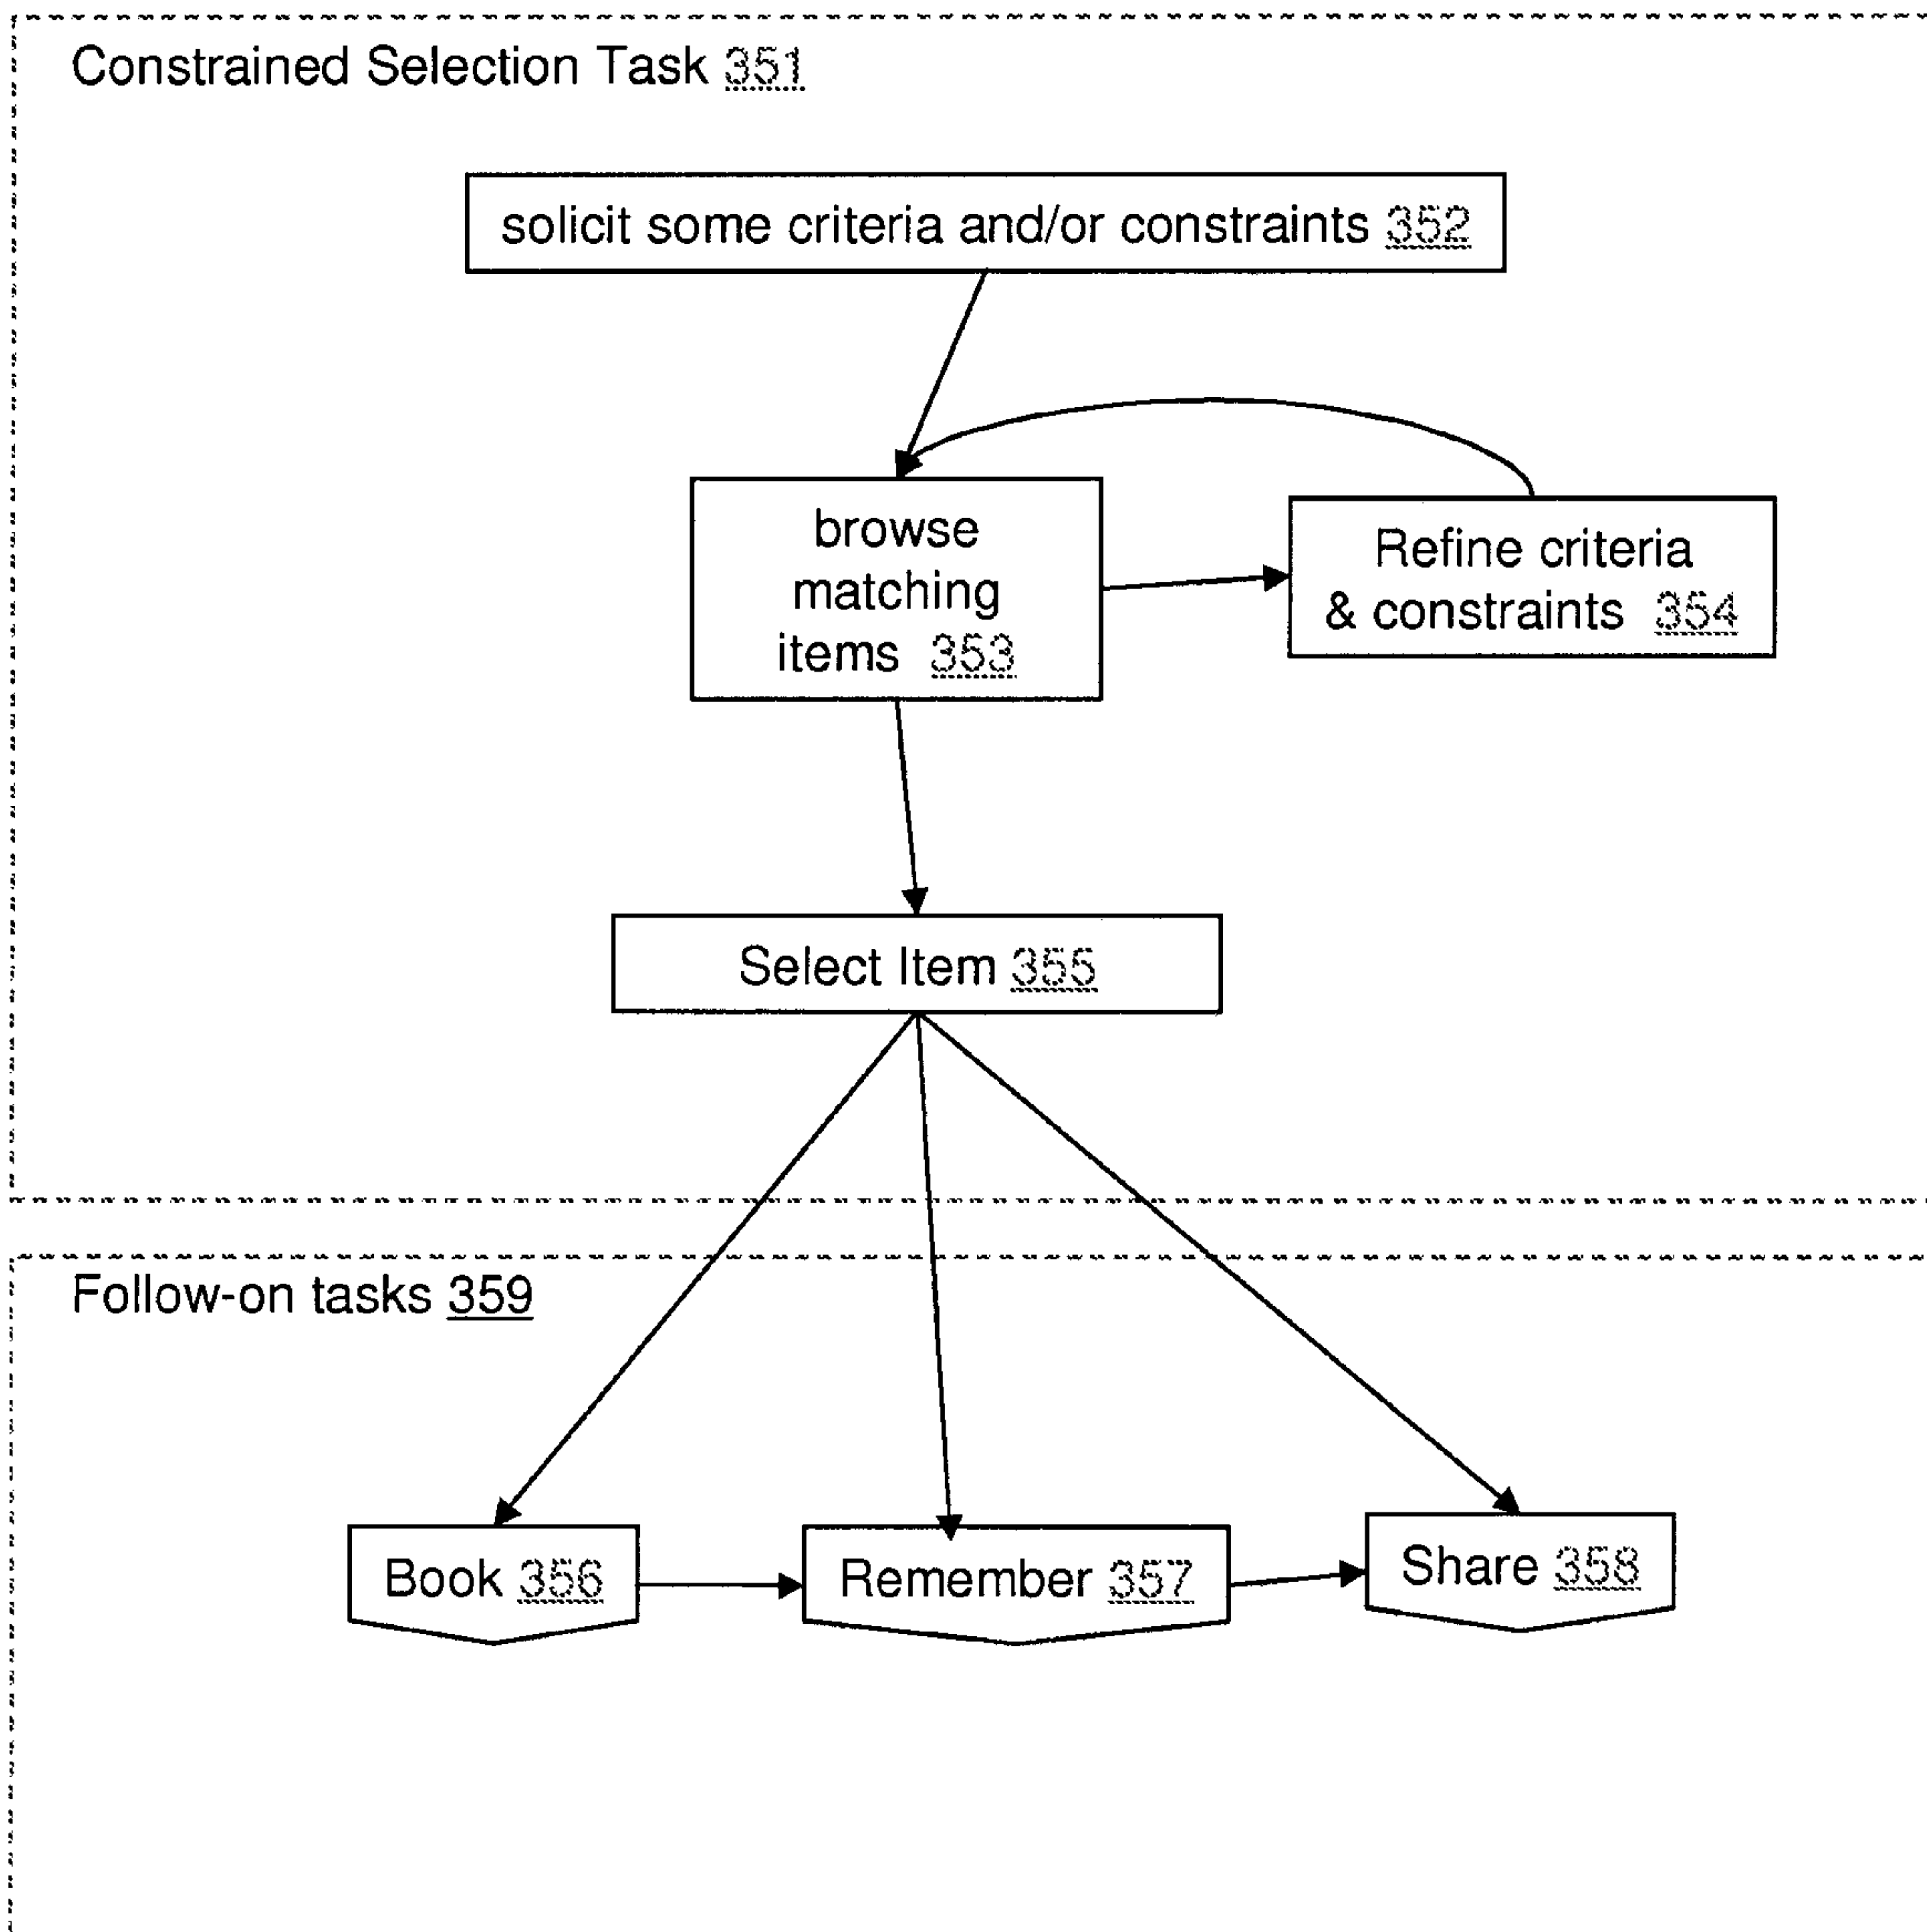 Constrained Selection Task 351
solicit some criteria and/or constraints 352
browse
matching
items 353
Refine criteria
& constraints 354
Select Item 355
Follow-on tasks 359
Book 356
Remember 357
Share 358